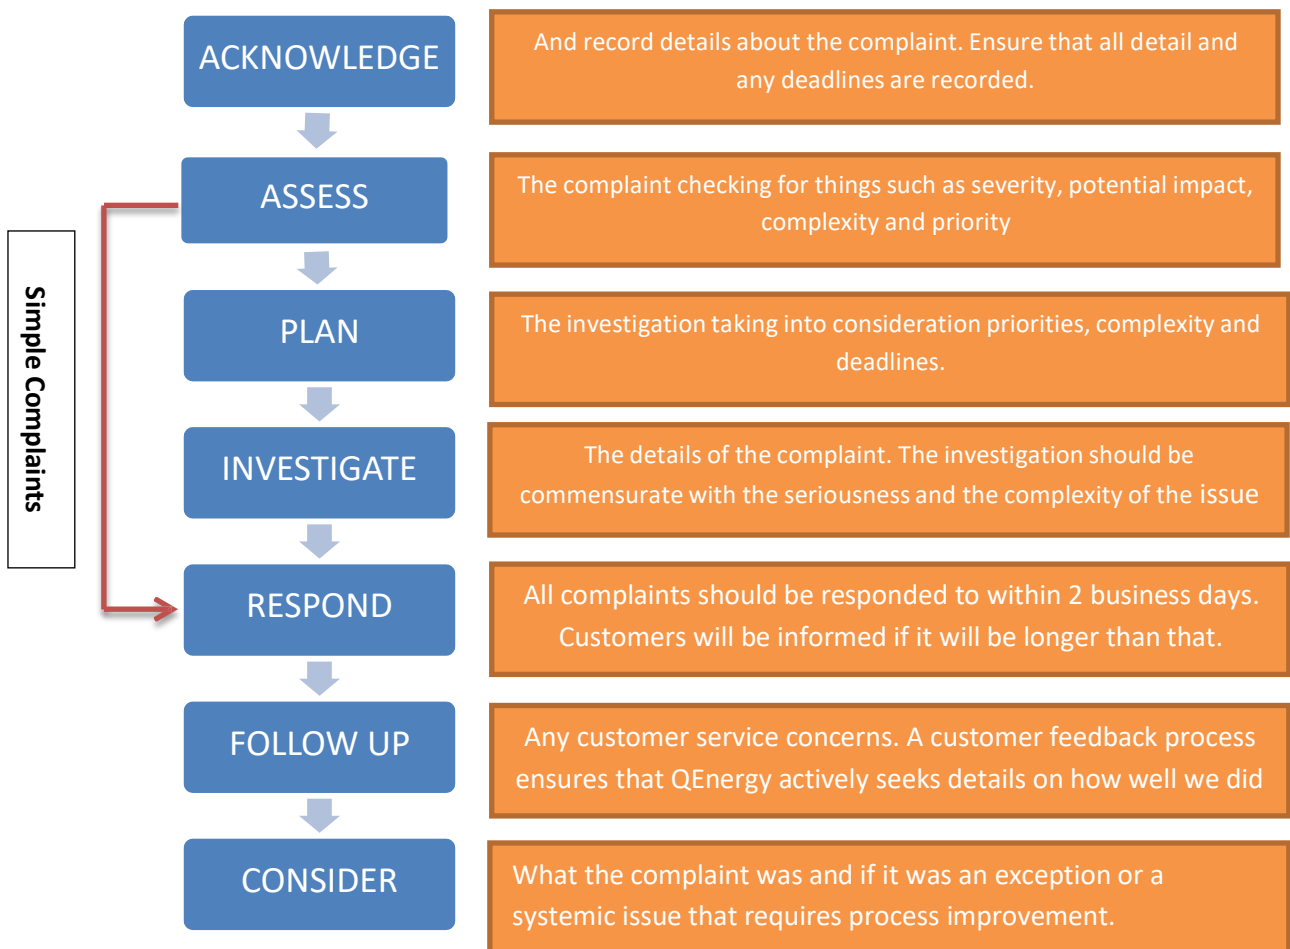 ACKNOWLEDGE
And record details about the complaint. Ensure that all detail and
any deadlines are recorded.
ASSESS
The complaint checking for things such as severity, potential impact,
complexity and priority
Simple Complaints
PLAN
The investigation taking into consideration priorities, complexity and
deadlines.
INVESTIGATE
The details of the complaint. The investigation should be
commensurate with the seriousness and the complexity of the issue
RESPOND
All complaints should be responded to within 2 business days.
Customers will be informed if it will be longer than that.
FOLLOW UP
Any customer service concerns. A customer feedback process
ensures that QEnergy actively seeks details on how well we did
CONSIDER
What the complaint was and if it was an exception or a
systemic issue that requires process improvement.